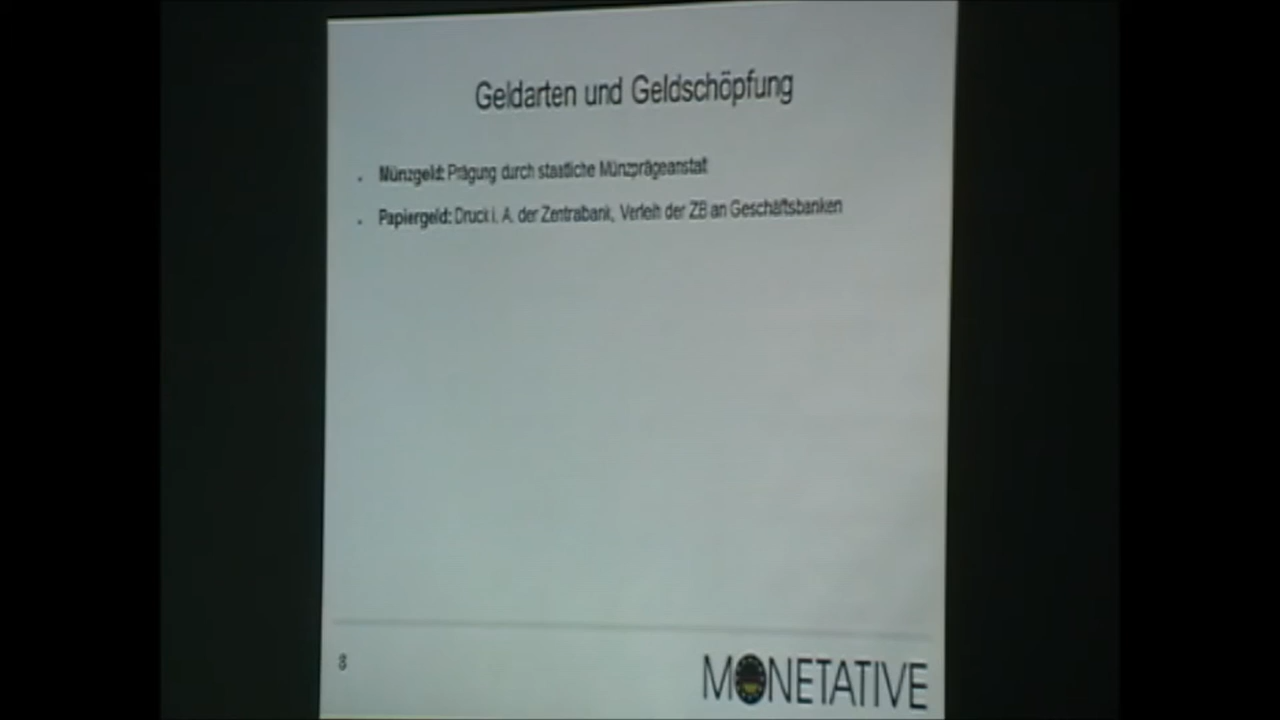 Geldarten und Geldschöpfung
Münzgeld: Prägung durch staatliche Münzprägeanstalt
Papiergeld: Druck i. A. der Zentralbank, Verleih der ZB an Geschäftsbanken
8
MONETATIVE